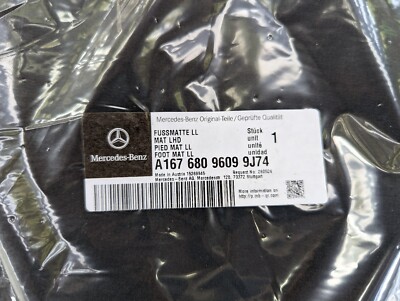 Mercedes-Benz Original-Teile / Geprüfte Qualität
Mercedes-Benz
FUSSMATTE LL
MAT LHD
PIED MAT LL
FOOT MAT LL
Stück
unit
unité
unidad
1
A167 680 9609 9J74
Made in Austria
Mercedes-Benz AG, Mercedesstr. 120, 70372 Stuttgart
More information on